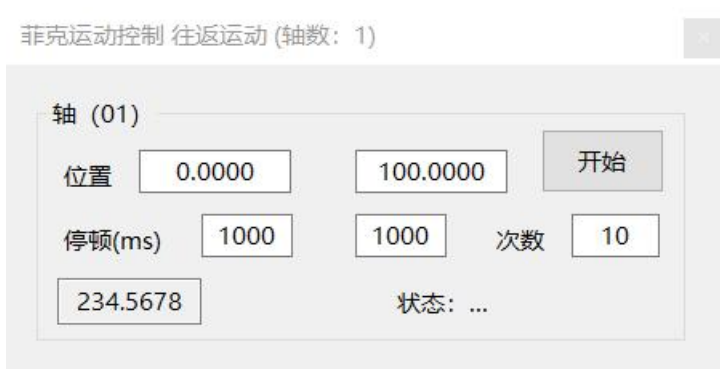 菲克运动控制 往返运动 (轴数：1)
轴（01）
位置 0.0000 100.0000 开始
停顿(ms) 1000 1000 次数 10
234.5678 状态：...